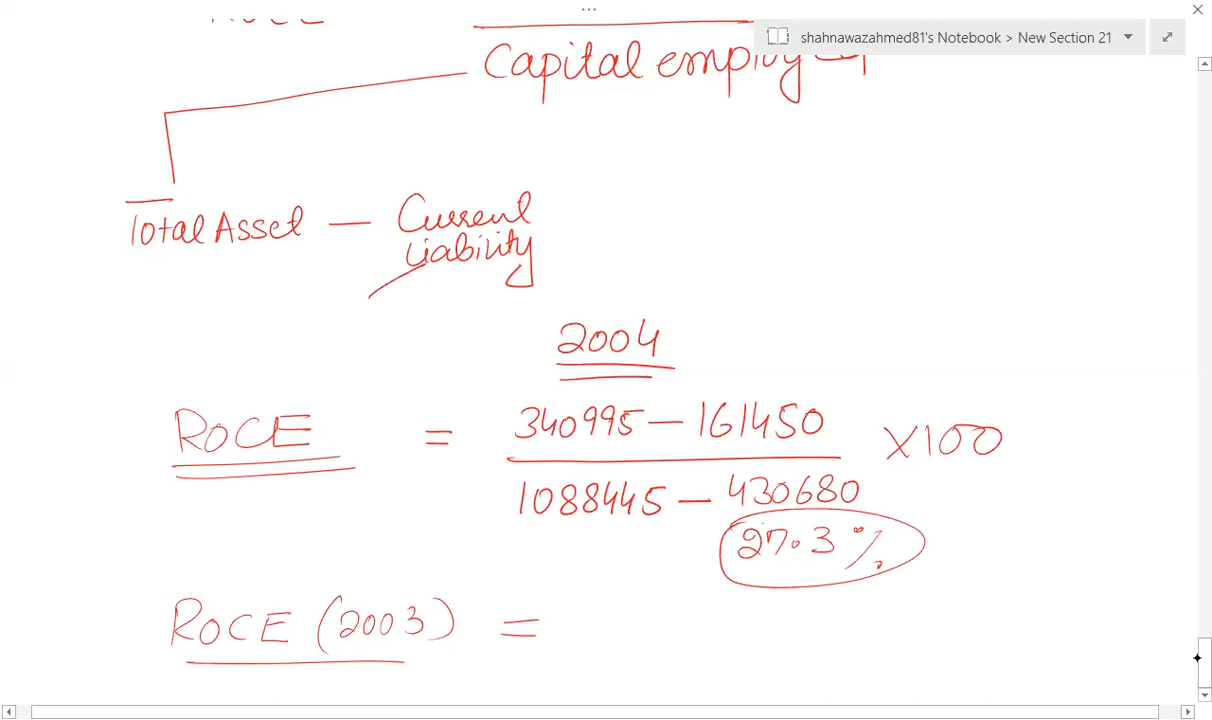 shahnawazahmed81's Notebook > New Section 21
Capital
Total Asset — Current
Liability
2004
ROCE = 340995 — 161450 X100
1088445 — 430680
27.3%
ROCE (2003) =